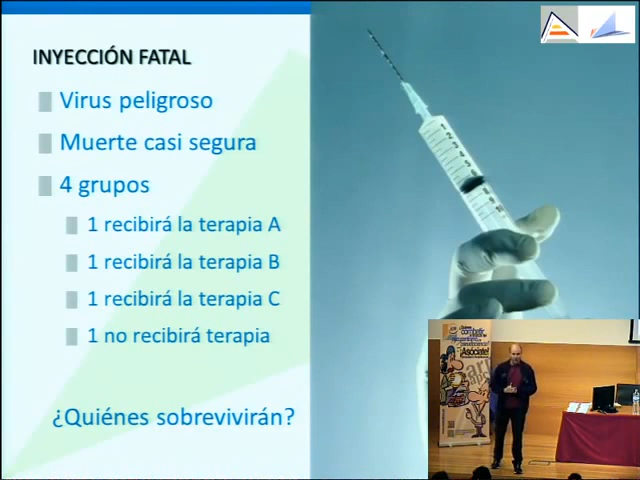 INYECCIÓN FATAL
Virus peligroso
Muerte casi segura
4 grupos
1 recibirá la terapia A
1 recibirá la terapia B
1 recibirá la terapia C
1 no recibirá terapia
¿Quiénes sobrevivirán?
¡Asóciate!